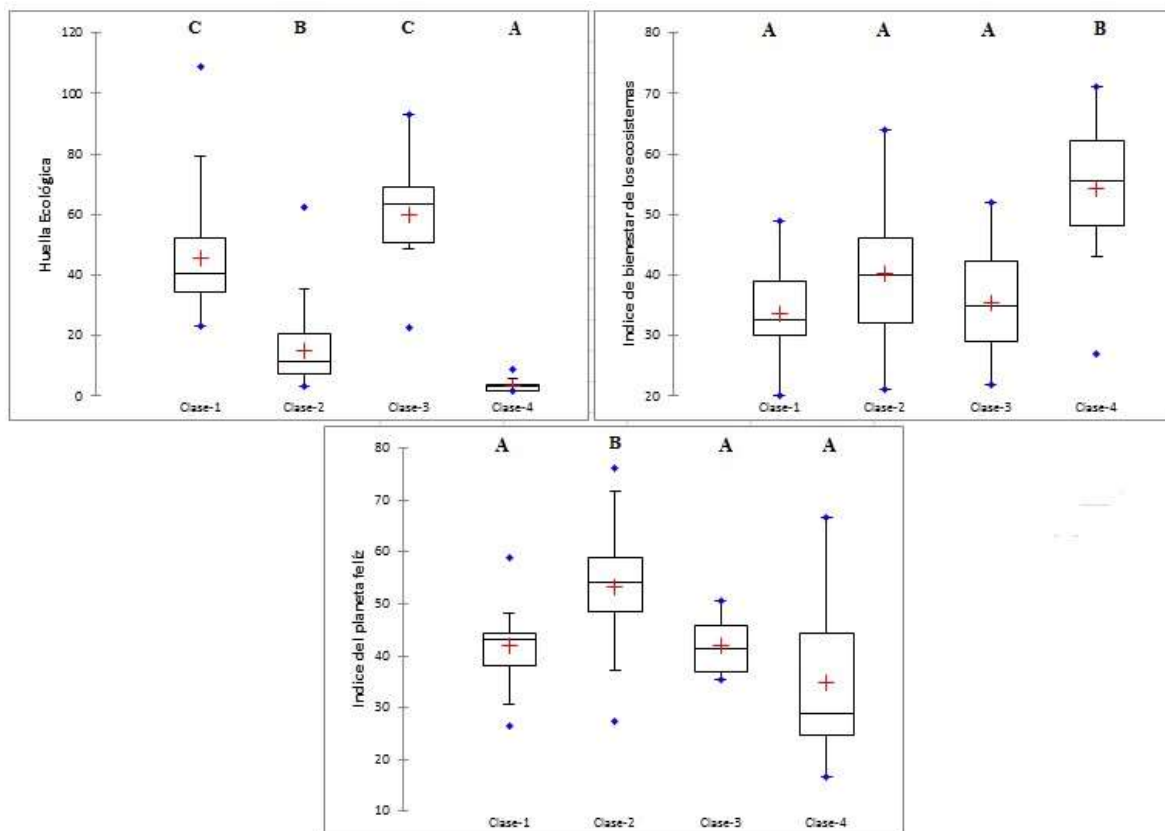 C B C A
120
100
80
60
40
20
0
Huella Ecológica
Clase-1 Clase-2 Clase-3 Clase-4
A A A B
80
70
60
50
40
30
20
Indice de bienestar de los ecosistemas
Clase-1 Clase-2 Clase-3 Clase-4
A B A A
80
70
60
50
40
30
20
10
Indice del planeta felíz
Clase-1 Clase-2 Clase-3 Clase-4